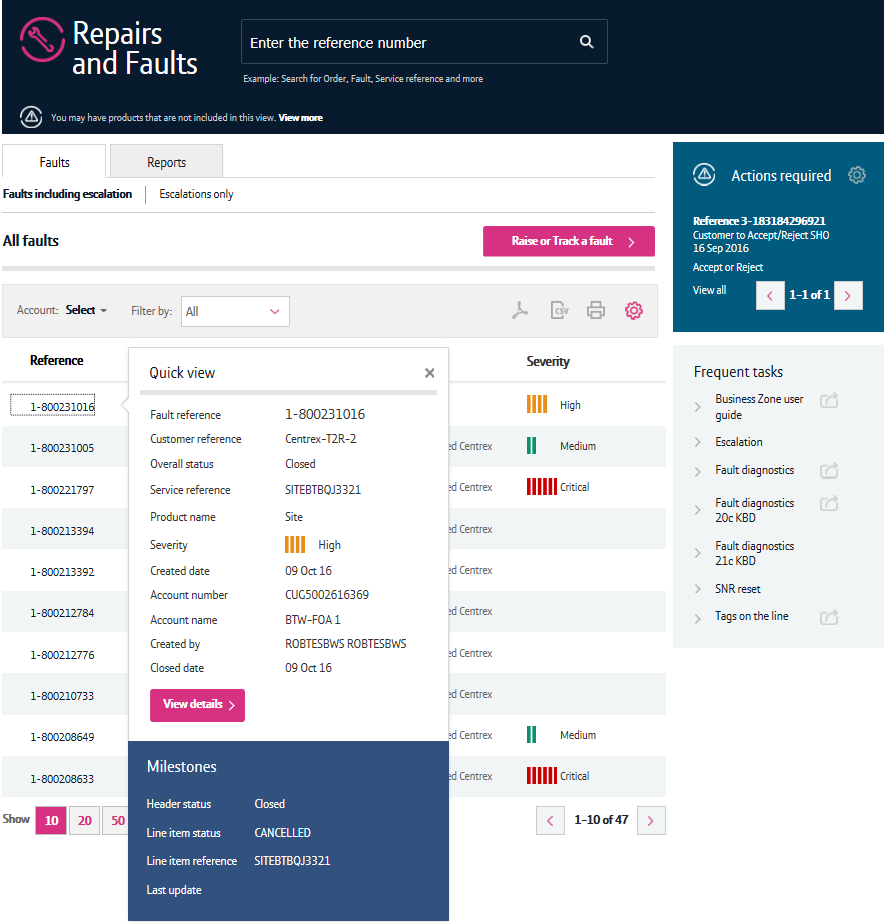 Repairs
and Faults
Enter the reference number
Example: Search for Order, Fault, Service reference and more
You may have products that are not included in this view. View more
Faults
Reports
Faults including escalation
Escalations only
All faults
Raise or Track a fault
Account: Select
Filter by: All
CSV
Reference
Severity
1-800231016
High
1-800231005
ed Centrex
Medium
1-800221797
ed Centrex
Critical
1-800213394
ed Centrex
1-800213392
ed Centrex
1-800212784
ed Centrex
1-800212776
ed Centrex
1-800210733
ed Centrex
1-800208649
ed Centrex
Medium
1-800208633
ed Centrex
Critical
Show 10 20 50
1-10 of 47
Quick view
Fault reference 1-800231016
Customer reference Centrex-T2R-2
Overall status Closed
Service reference SITEBTBQJ3321
Product name Site
Severity High
Created date 09 Oct 16
Account number CUG5002616369
Account name BTW-FOA 1
Created by ROBTESBWS ROBTESBWS
Closed date 09 Oct 16
View details
Milestones
Header status Closed
Line item status CANCELLED
Line item reference SITEBTBQJ3321
Last update
Actions required
Reference 3-183184296921
Customer to Accept/Reject SHO
16 Sep 2016
Accept or Reject
View all
1-1 of 1
Frequent tasks
Business Zone user
guide
Escalation
Fault diagnostics
Fault diagnostics
20c KBD
Fault diagnostics
21c KBD
SNR reset
Tags on the line